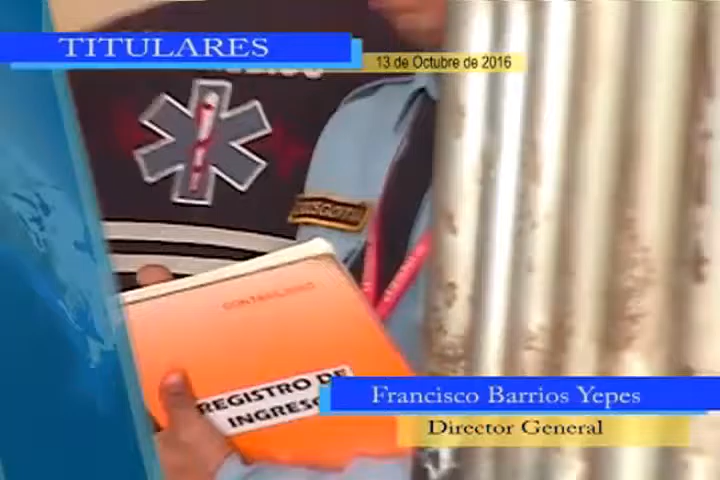 TITULARES
13 de Octubre de 2016
REGISTRO DE
INGRESO
Francisco Barrios Yepes
Director General